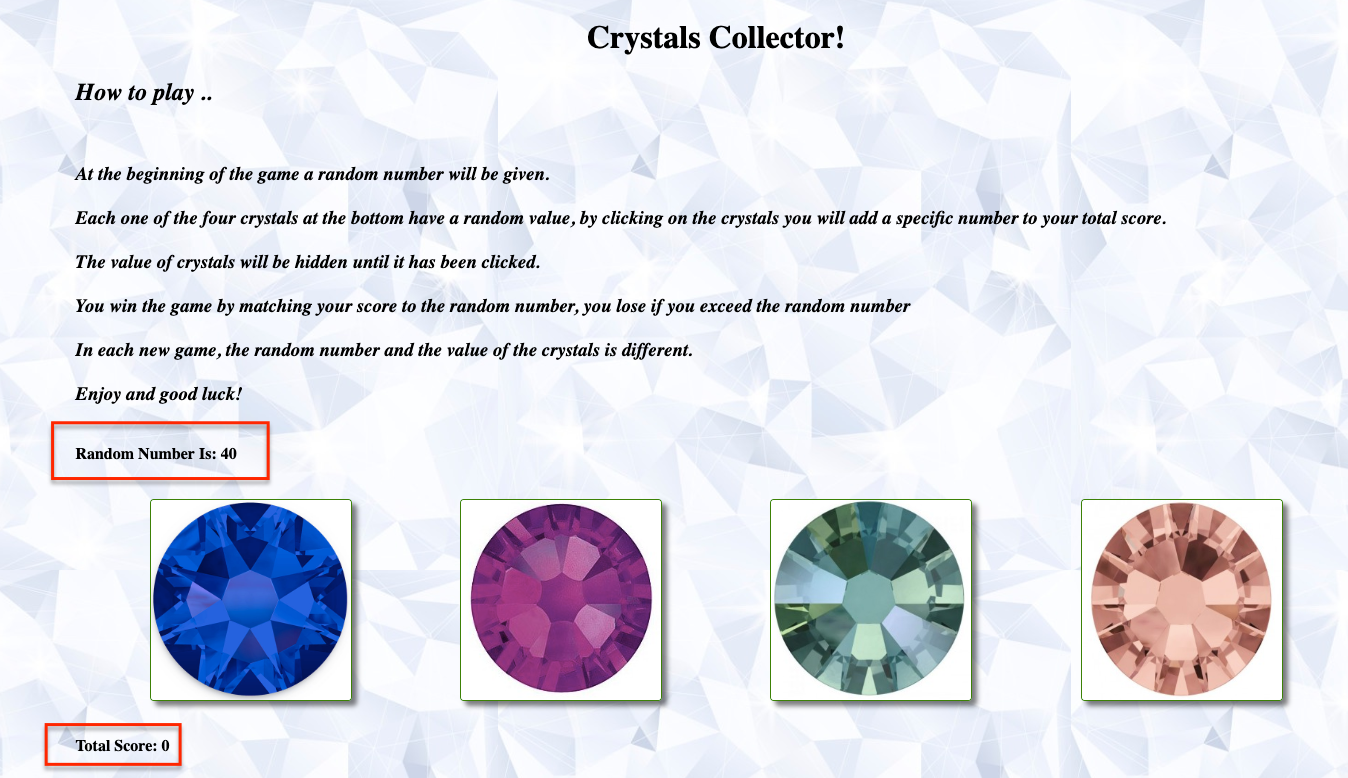 Crystals Collector!
How to play ..
At the beginning of the game a random number will be given.
Each one of the four crystals at the bottom have a random value, by clicking on the crystals you will add a specific number to your total score.
The value of crystals will be hidden until it has been clicked.
You win the game by matching your score to the random number, you lose if you exceed the random number
In each new game, the random number and the value of the crystals is different.
Enjoy and good luck!
Random Number Is: 40
Total Score: 0